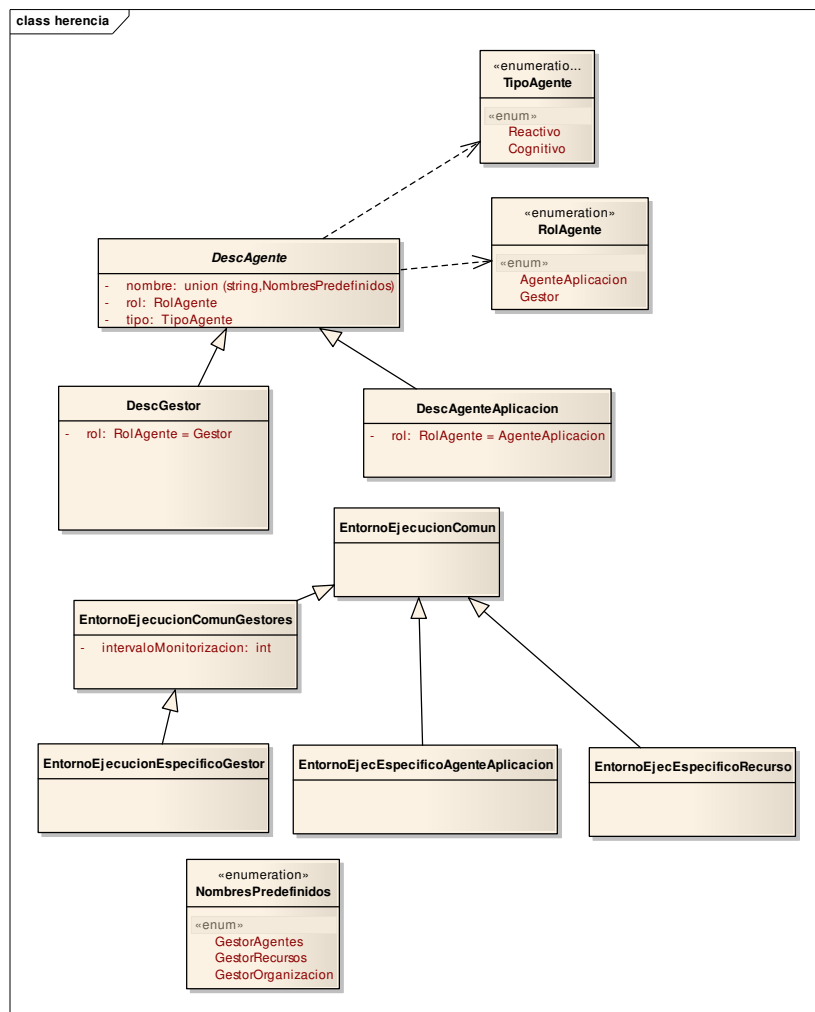 class herencia
«enumeratio...
TipoAgente
«enum»
Reactivo
Cognitivo
«enumeration»
RolAgente
«enum»
AgenteAplicacion
Gestor
DescAgente
- nombre: union (string,NombresPredefinidos)
- rol: RolAgente
- tipo: TipoAgente
DescGestor
- rol: RolAgente = Gestor
DescAgenteAplicacion
- rol: RolAgente = AgenteAplicacion
EntornoEjecucionComun
EntornoEjecucionComunGestores
- intervaloMonitorizacion: int
EntornoEjecucionEspecificoGestor
EntornoEjecEspecificoAgenteAplicacion
EntornoEjecEspecificoRecurso
«enumeration»
NombresPredefinidos
«enum»
GestorAgentes
GestorRecursos
GestorOrganizacion